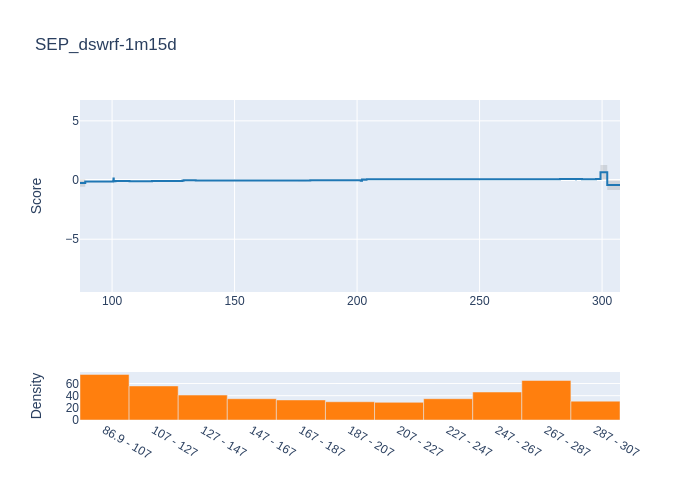 SEP_dswrf-1m15d
Score
5
0
−5
100
150
200
250
300
Density
60
40
20
0
86.9 - 107
107 - 127
127 - 147
147 - 167
167 - 187
187 - 207
207 - 227
227 - 247
247 - 267
267 - 287
287 - 307